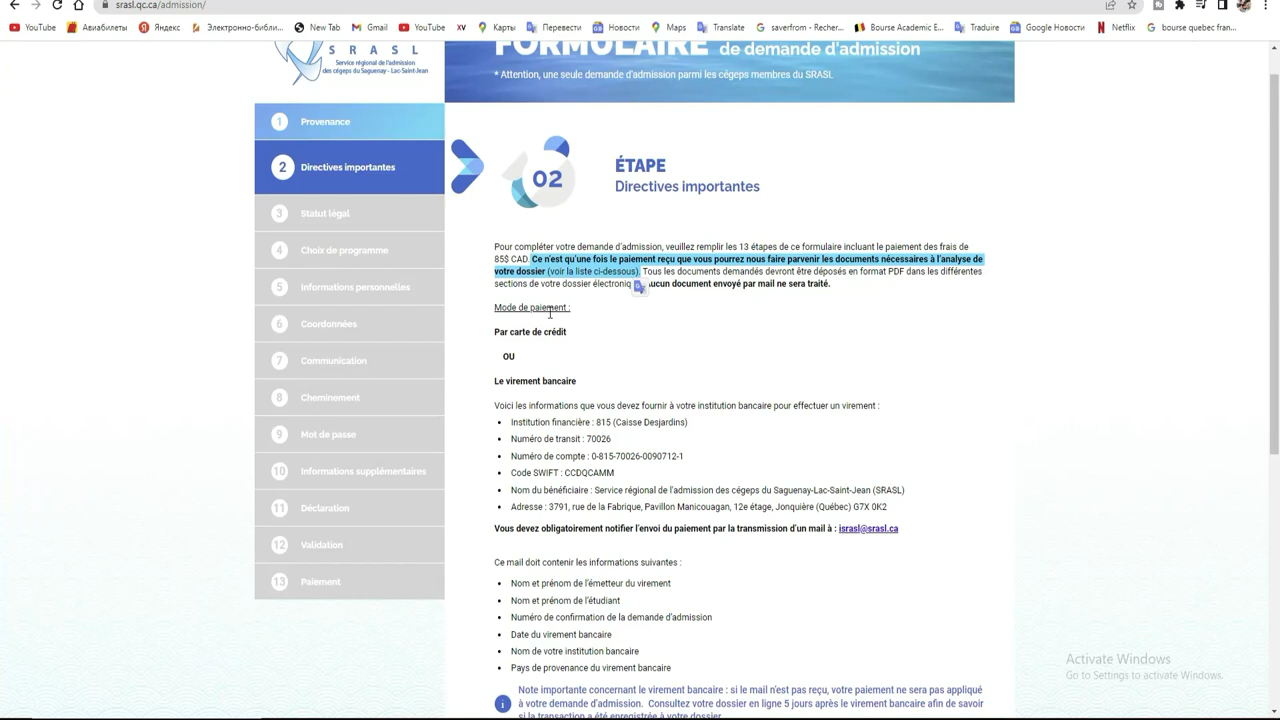 srasl.qc.ca/admission/
YouTube Авиабилеты Яндекс Электронно-библи... New Tab Gmail YouTube Карты Перевести Новости Maps Translate saverfrom - Recher... Bourse Academic E... Traduire Google Новости Netflix bourse quebec fran...
SRASL
Service régional d'admission
des cégeps du Saguenay - Lac-Saint-Jean
FORMULAIRE de demande d'admission
* Attention, une seule demande d'admission parmi les cégeps membres du SRASL
1 Provenance
2 Directives importantes
3 Statut légal
4 Choix de programme
5 Informations personnelles
6 Coordonnées
7 Communication
8 Cheminement
9 Mot de passe
10 Informations supplémentaires
11 Déclaration
12 Validation
13 Paiement
02
ÉTAPE
Directives importantes
Pour compléter votre demande d'admission, veuillez remplir les 13 étapes de ce formulaire incluant le paiement des frais de
85$ CAD. Ce n'est qu'une fois le paiement reçu que vous pourrez nous faire parvenir les documents nécessaires à l'analyse de
votre dossier (voir la liste ci-dessous). Tous les documents demandés devront être déposés en format PDF dans les différentes
sections de votre dossier électroniq ucun document envoyé par mail ne sera traité.
Mode de paiement :
Par carte de crédit
OU
Le virement bancaire
Voici les informations que vous devez fournir à votre institution bancaire pour effectuer un virement :
• Institution financière : 815 (Caisse Desjardins)
• Numéro de transit : 70026
• Numéro de compte : 0-815-70026-0090712-1
• Code SWIFT : CCDQCAMM
• Nom du bénéficiaire : Service régional de l'admission des cégeps du Saguenay-Lac-Saint-Jean (SRASL)
• Adresse : 3791, rue de la Fabrique, Pavillon Manicouagan, 12e étage, Jonquière (Québec) G7X 0K2
Vous devez obligatoirement notifier l'envoi du paiement par la transmission d'un mail à : israsl@srasl.ca
Ce mail doit contenir les informations suivantes :
• Nom et prénom de l'émetteur du virement
• Nom et prénom de l'étudiant
• Numéro de confirmation de la demande d'admission
• Date du virement bancaire
• Nom de votre institution bancaire
• Pays de provenance du virement bancaire
Note importante concernant le virement bancaire : si le mail n'est pas reçu, votre paiement ne sera pas appliqué
à votre demande d'admission. Consultez votre dossier en ligne 5 jours après le virement bancaire afin de savoir
si la transaction a été enregistrée à votre dossier
Activate Windows
Go to Settings to activate Windows.